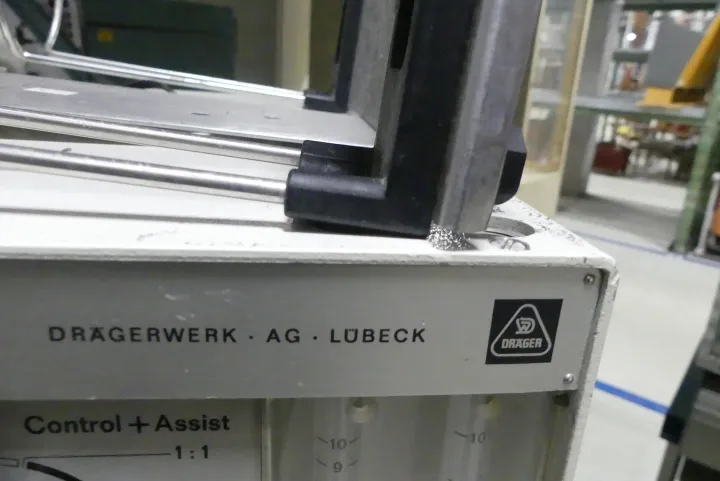 DRÄGERWERK · AG · LÜBECK
DRÄGER
Control + Assist
1:1
10
9
10